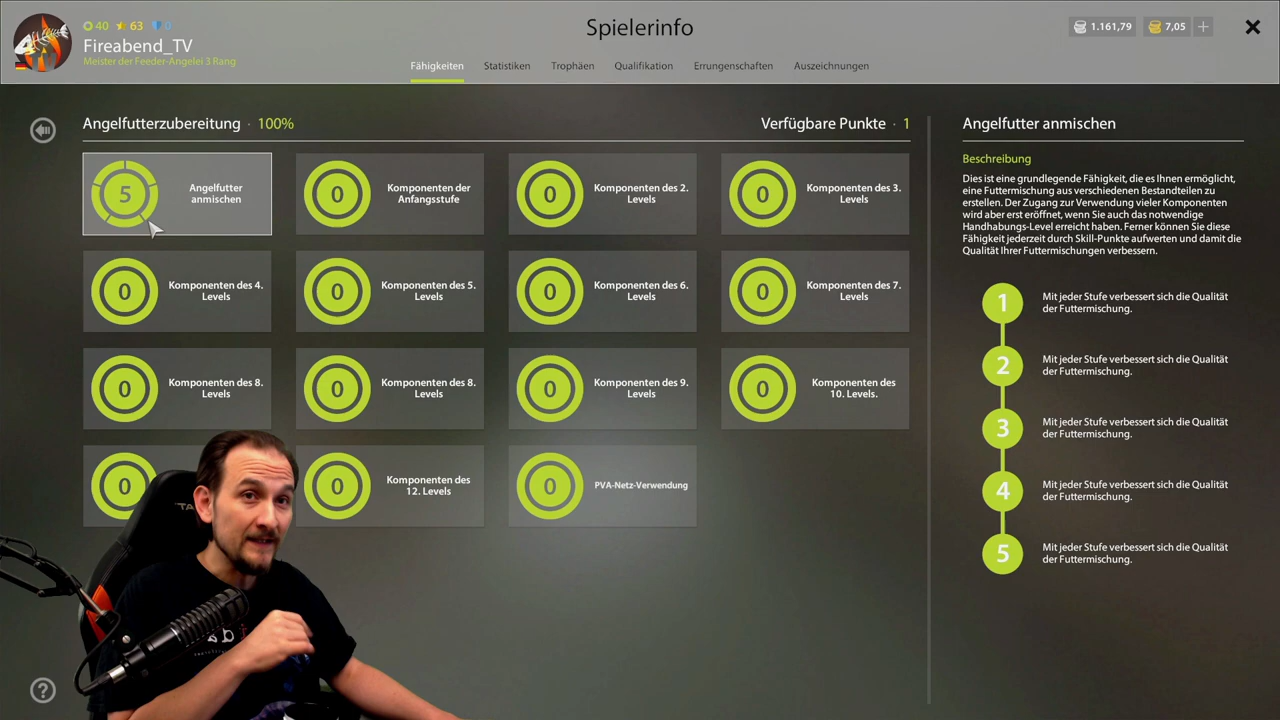 40 63 0
Fireabend_TV
Meister der Feeder-Angelei 3 Rang
Spielerinfo
1.161,79
7,05
Fähigkeiten
Statistiken
Trophäen
Qualifikation
Errungenschaften
Auszeichnungen
Angelfutterzubereitung · 100%
Verfügbare Punkte · 1
5
Angelfutter
anmischen
0
Komponenten der
Anfangsstufe
0
Komponenten des 2.
Levels
0
Komponenten des 3.
Levels
0
Komponenten des 4.
Levels
0
Komponenten des 5.
Levels
0
Komponenten des 6.
Levels
0
Komponenten des 7.
Levels
0
Komponenten des 8.
Levels
0
Komponenten des 8.
Levels
0
Komponenten des 9.
Levels
0
Komponenten des
10. Levels.
0
0
Komponenten des
12. Levels
0
PVA-Netz-Verwendung
Angelfutter anmischen
Beschreibung
Dies ist eine grundlegende Fähigkeit, die es Ihnen ermöglicht,
eine Futtermischung aus verschiedenen Bestandteilen zu
erstellen. Der Zugang zur Verwendung vieler Komponenten
wird aber erst eröffnet, wenn Sie auch das notwendige
Handhabungs-Level erreicht haben. Ferner können Sie diese
Fähigkeit jederzeit durch Skill-Punkte aufwerten und damit die
Qualität Ihrer Futtermischungen verbessern.
1
Mit jeder Stufe verbessert sich die Qualität
der Futtermischung.
2
Mit jeder Stufe verbessert sich die Qualität
der Futtermischung.
3
Mit jeder Stufe verbessert sich die Qualität
der Futtermischung.
4
Mit jeder Stufe verbessert sich die Qualität
der Futtermischung.
5
Mit jeder Stufe verbessert sich die Qualität
der Futtermischung.
?